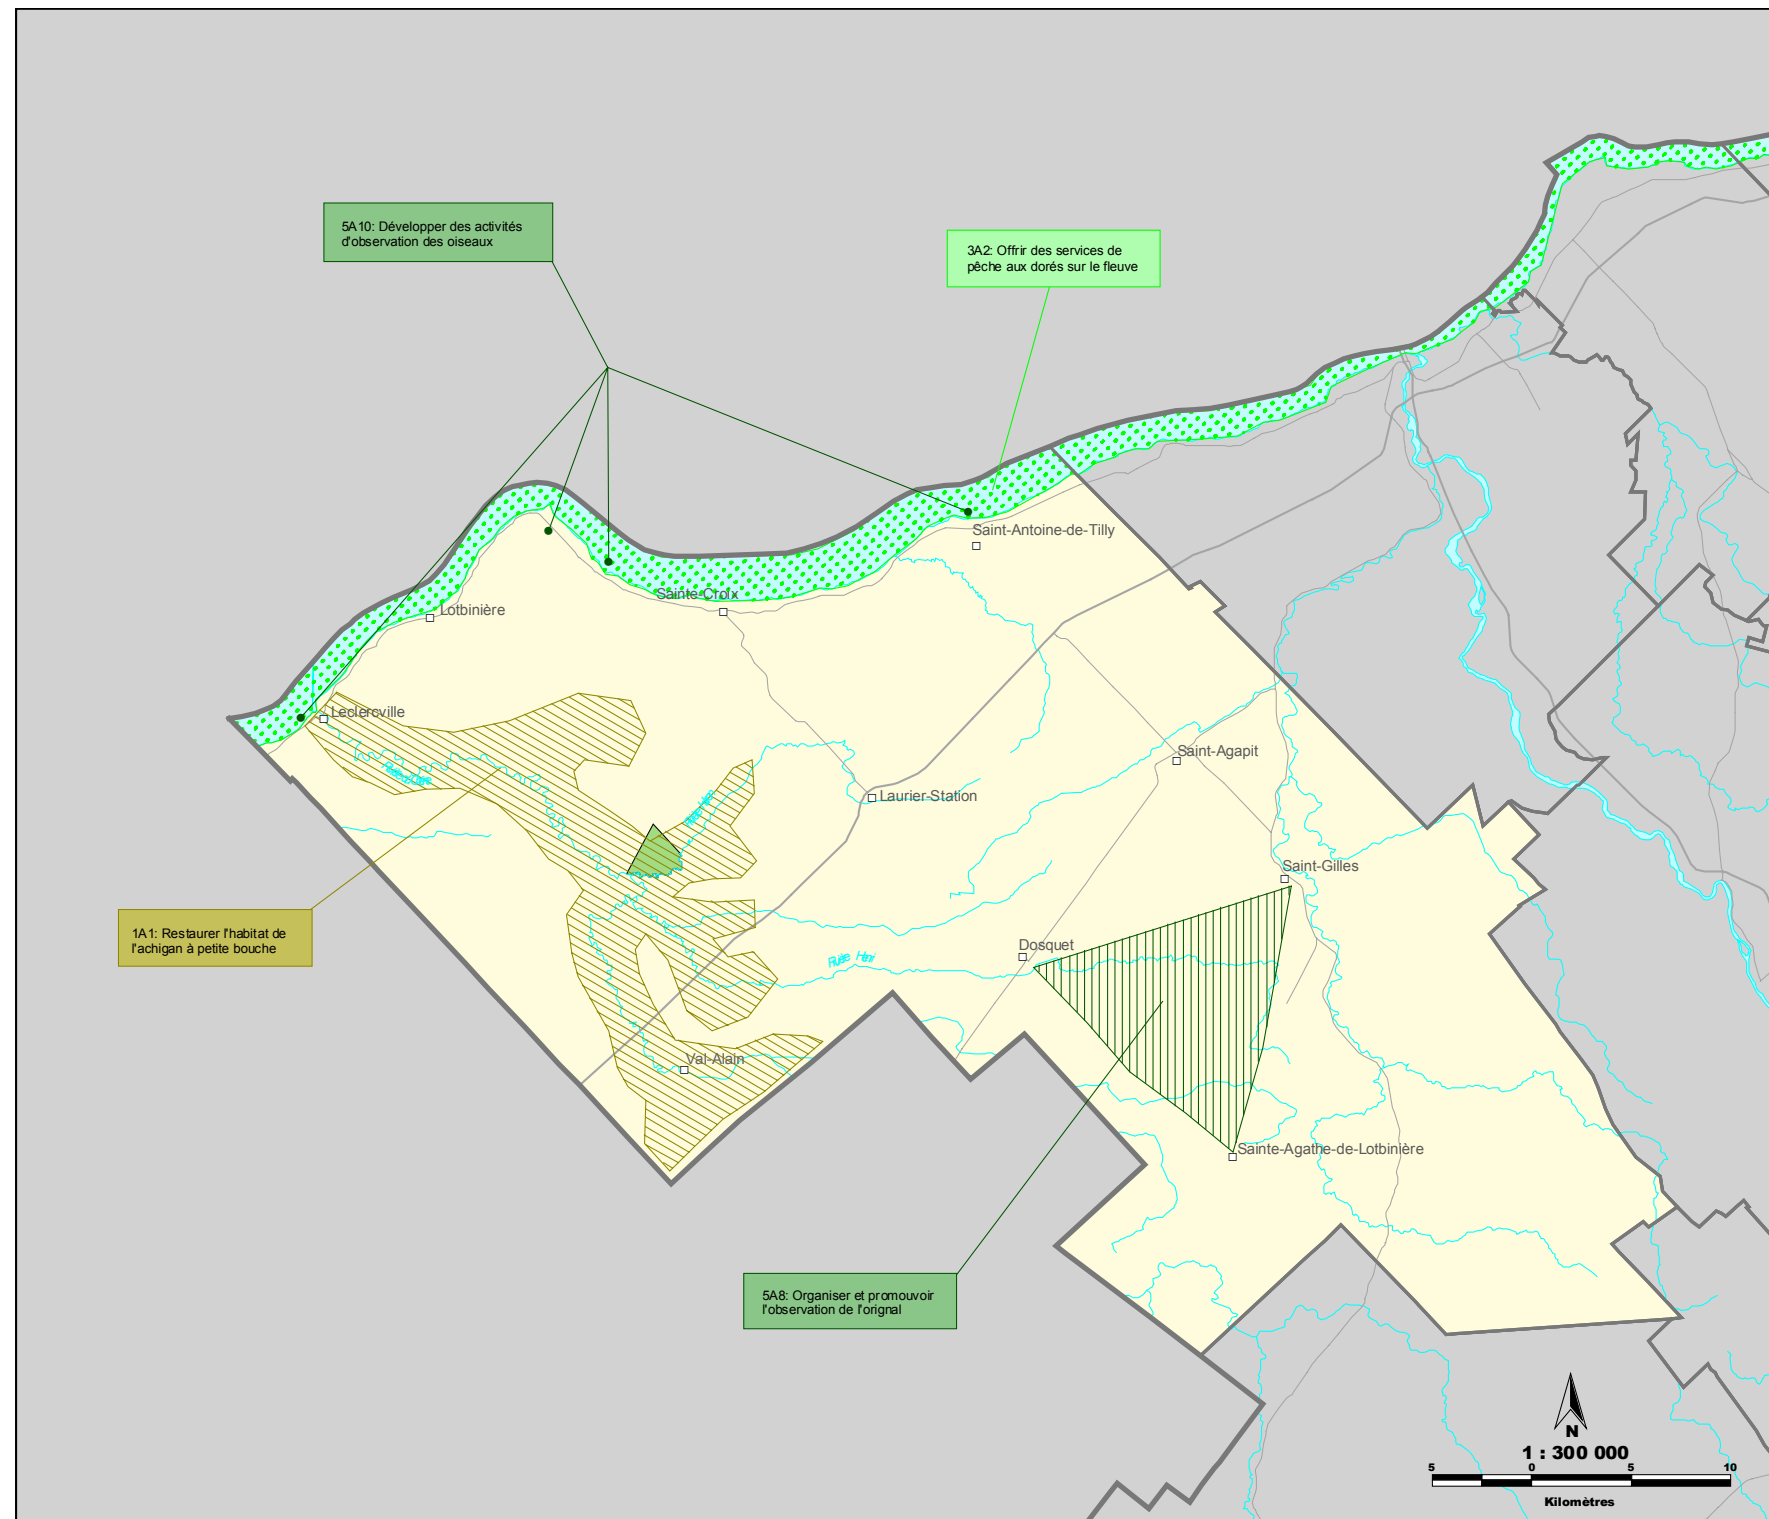 5A10: Développer des activités
d'observation des oiseaux
3A2: Offrir des services de
pêche aux dorés sur le fleuve
Saint-Antoine-de-Tilly
Sainte-Croix
Lotbinière
Leclercville
Saint-Agapit
Laurier-Station
Saint-Gilles
1A1: Restaurer l'habitat de
l'achigan à petite bouche
Dosquet
Val-Alain
Sainte-Agathe-de-Lotbinière
5A8: Organiser et promouvoir
l'observation de l'orignal
N
1 : 300 000
5 0 5 10
Kilomètres